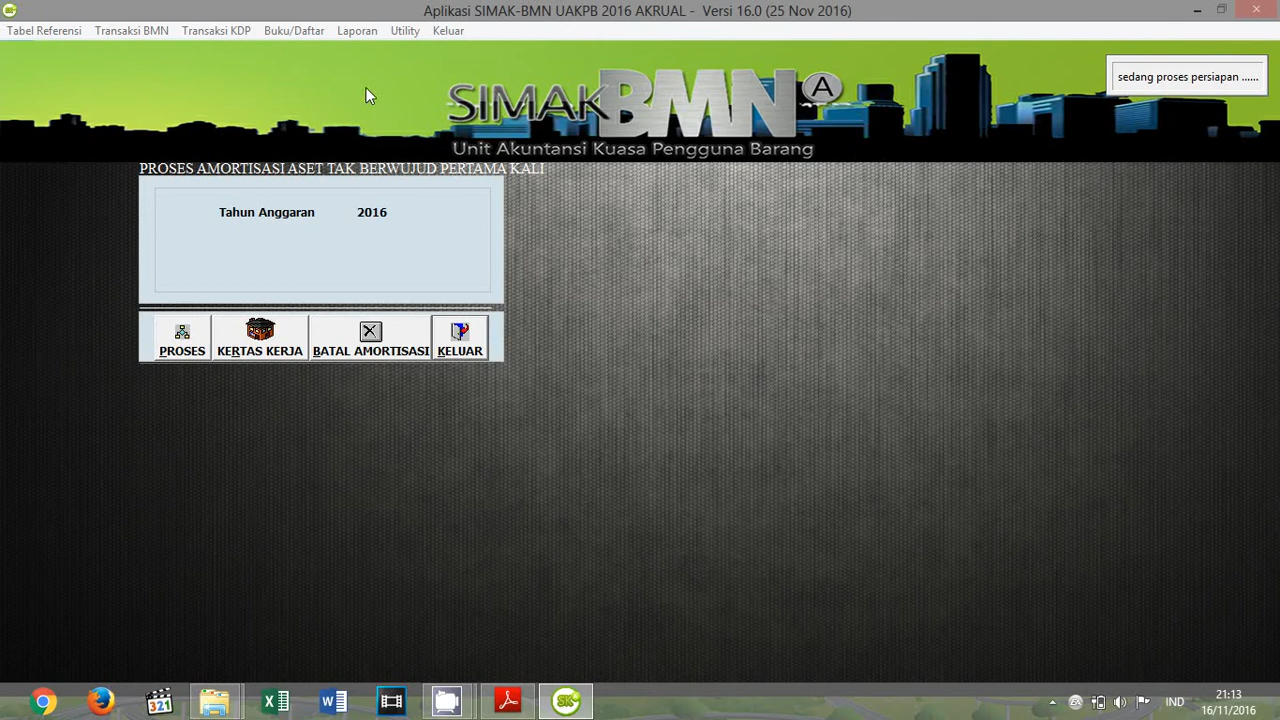 Aplikasi SIMAK-BMN UAKPB 2016 AKRUAL - Versi 16.0 (25 Nov 2016)
Tabel Referensi Transaksi BMN Transaksi KDP Buku/Daftar Laporan Utility Keluar
sedang proses persiapan ......
SIMAK BMN A
Unit Akuntansi Kuasa Pengguna Barang
PROSES AMORTISASI ASET TAK BERWUJUD PERTAMA KALI
Tahun Anggaran 2016
PROSES KERTAS KERJA BATAL AMORTISASI KELUAR
321
SK
IND
21:13
16/11/2016